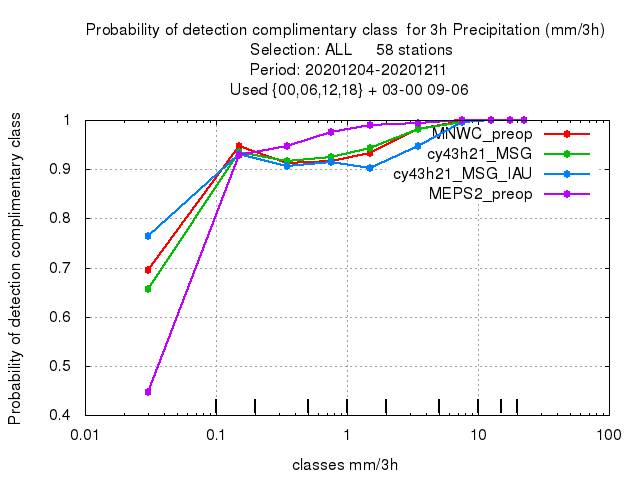 Probability of detection complimentary class for 3h Precipitation (mm/3h)
Selection: ALL 58 stations
Period: 20201204-20201211
Used {00,06,12,18} + 03-00 09-06
Probability of detection complimentary class
1
0.9
0.8
0.7
0.6
0.5
0.4
MNWC_preop
cy43h21_MSG
cy43h21_MSG_IAU
MEPS2_preop
0.01 0.1 1 10 100
classes mm/3h